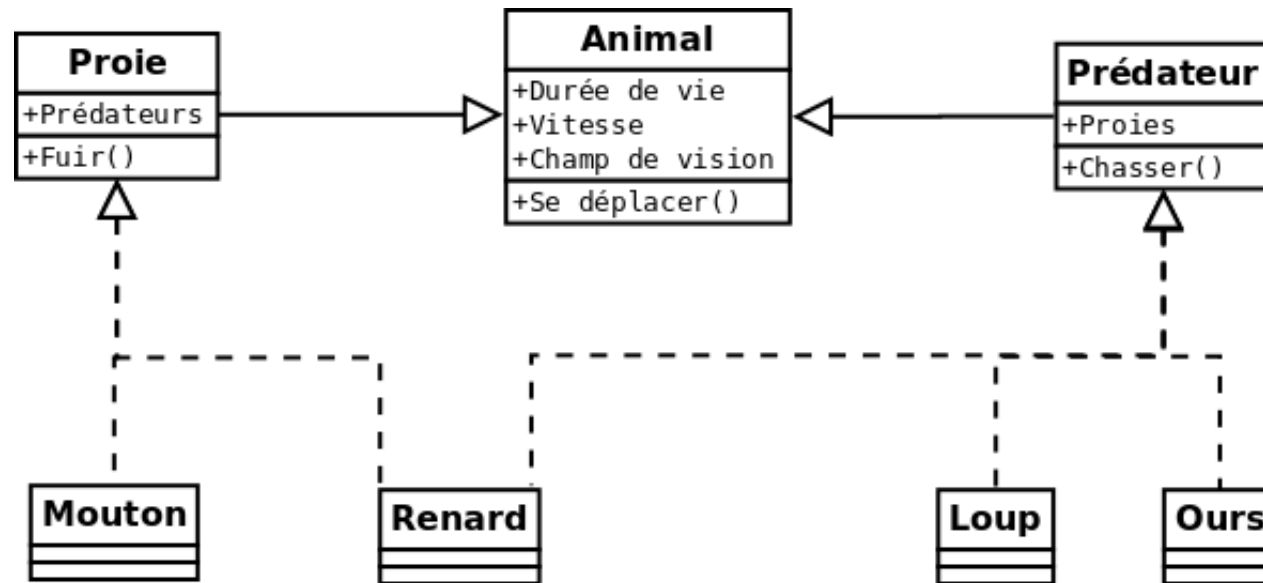 Proie
+Prédateurs
+Fuir()
Animal
+Durée de vie
+Vitesse
+Champ de vision
+Se déplacer()
Prédateur
+Proies
+Chasser()
Mouton
Renard
Loup
Ours